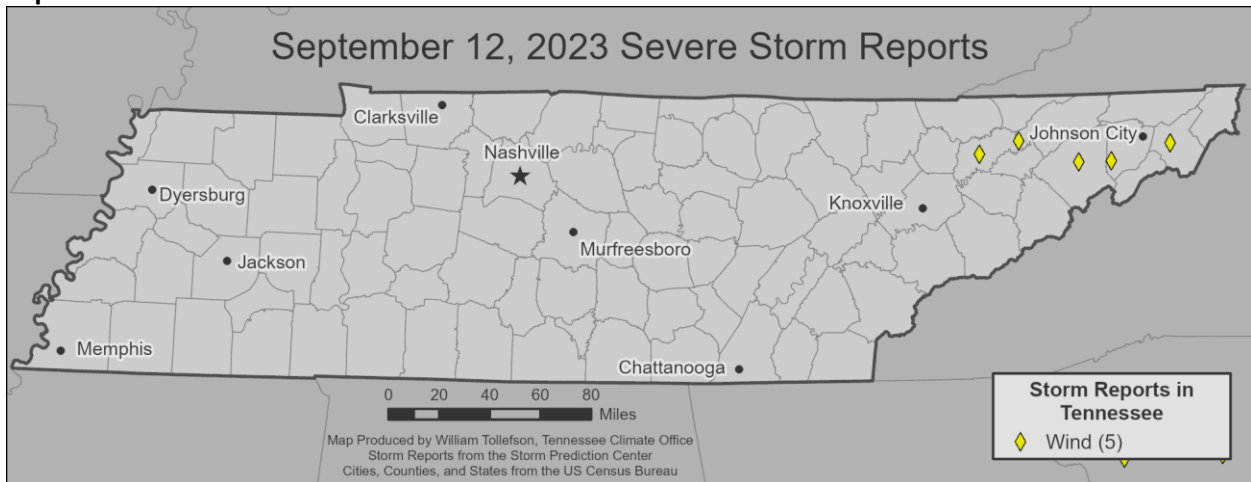 September 12, 2023 Severe Storm Reports
Clarksville
Johnson City
Nashville
Dyersburg
Knoxville
Murfreesboro
Jackson
Memphis
Chattanooga
0 20 40 60 80
Miles
Map Produced by William Tollefson, Tennessee Climate Office
Storm Reports from the Storm Prediction Center
Cities, Counties, and States from the US Census Bureau
Storm Reports in
Tennessee
Wind (5)